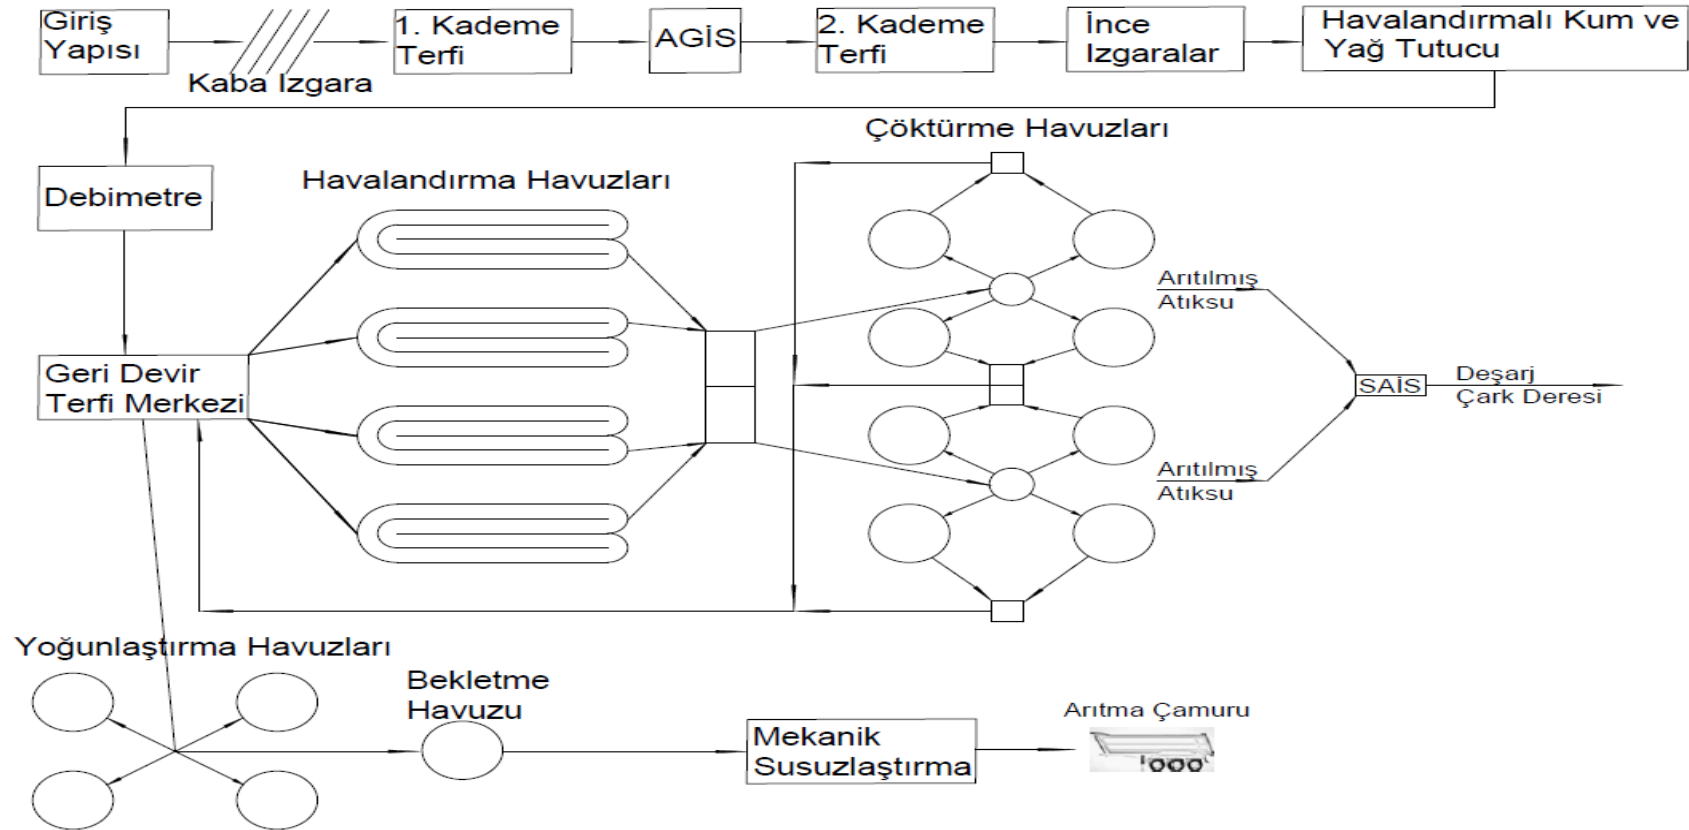 Giriş
Yapısı
Kaba Izgara
1. Kademe
Terfi
AGİS
2. Kademe
Terfi
İnce
Izgaralar
Havalandırmalı Kum ve
Yağ Tutucu
Çöktürme Havuzları
Debimetre
Havalandırma Havuzları
Arıtılmış
Atıksu
Geri Devir
Terfi Merkezi
SAİS
Deşarj
Çark Deresi
Arıtılmış
Atıksu
Yoğunlaştırma Havuzları
Bekletme
Havuzu
Mekanik
Susuzlaştırma
Arıtma Çamuru